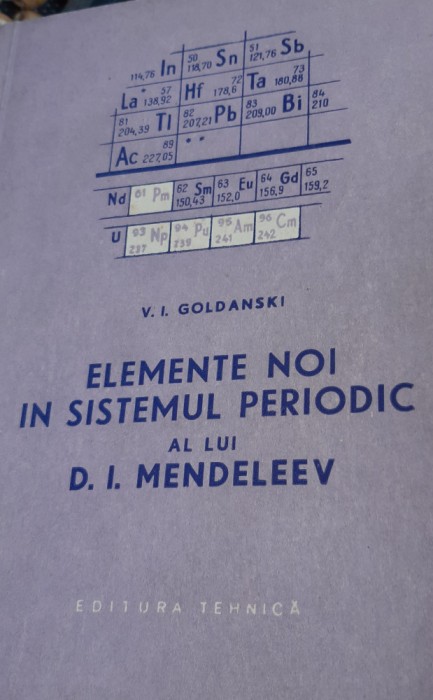 114,76 In 50 118,70 Sn 51 121,76 Sb
La * 57 138,92 Hf 72 178,6 Ta 73 180,88
81 204,39 Tl 82 207,21 Pb 83 209,00 Bi 84 210
Ac 89 227,05 **
Nd 61 Pm 62 150,43 Sm 63 152,0 Eu 64 156,9 Gd 65 159,2
U 93 237 Np 94 239 Pu 95 241 Am 96 242 Cm
V. I. GOLDANSKI
ELEMENTE NOI
IN SISTEMUL PERIODIC
AL LUI
D. I. MENDELEEV
EDITURA TEHNICĂ